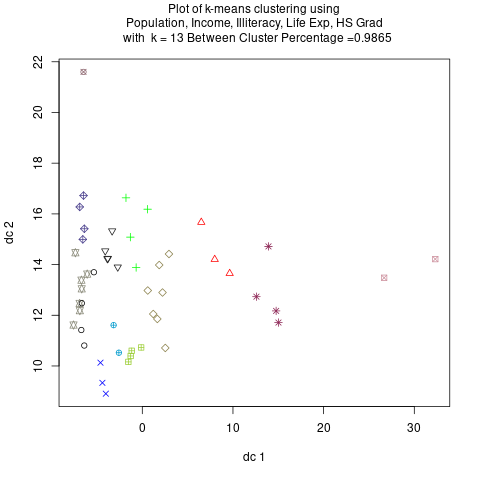 Plot of k-means clustering using
Population, Income, Illiteracy, Life Exp, HS Grad
with k = 13 Between Cluster Percentage =0.9865
22
20
18
16
14
12
10
dc 2
0
10
20
30
dc 1